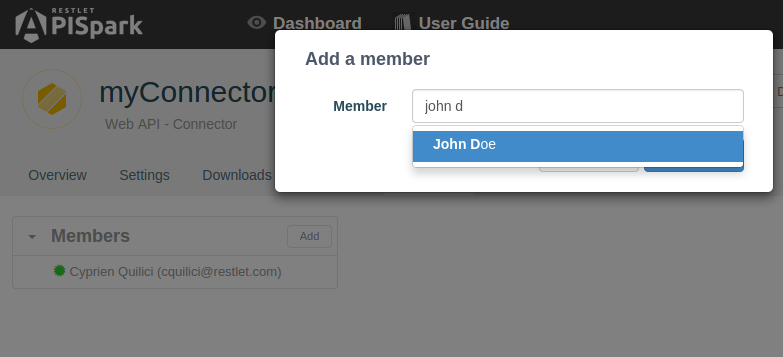 RESTLET
APISpark
Dashboard
User Guide
Add a member
myConnector
Web API - Connector
Member
john d
John Doe
Overview
Settings
Downloads
Members
Add
Cyprien Quilici (cquilici@restlet.com)